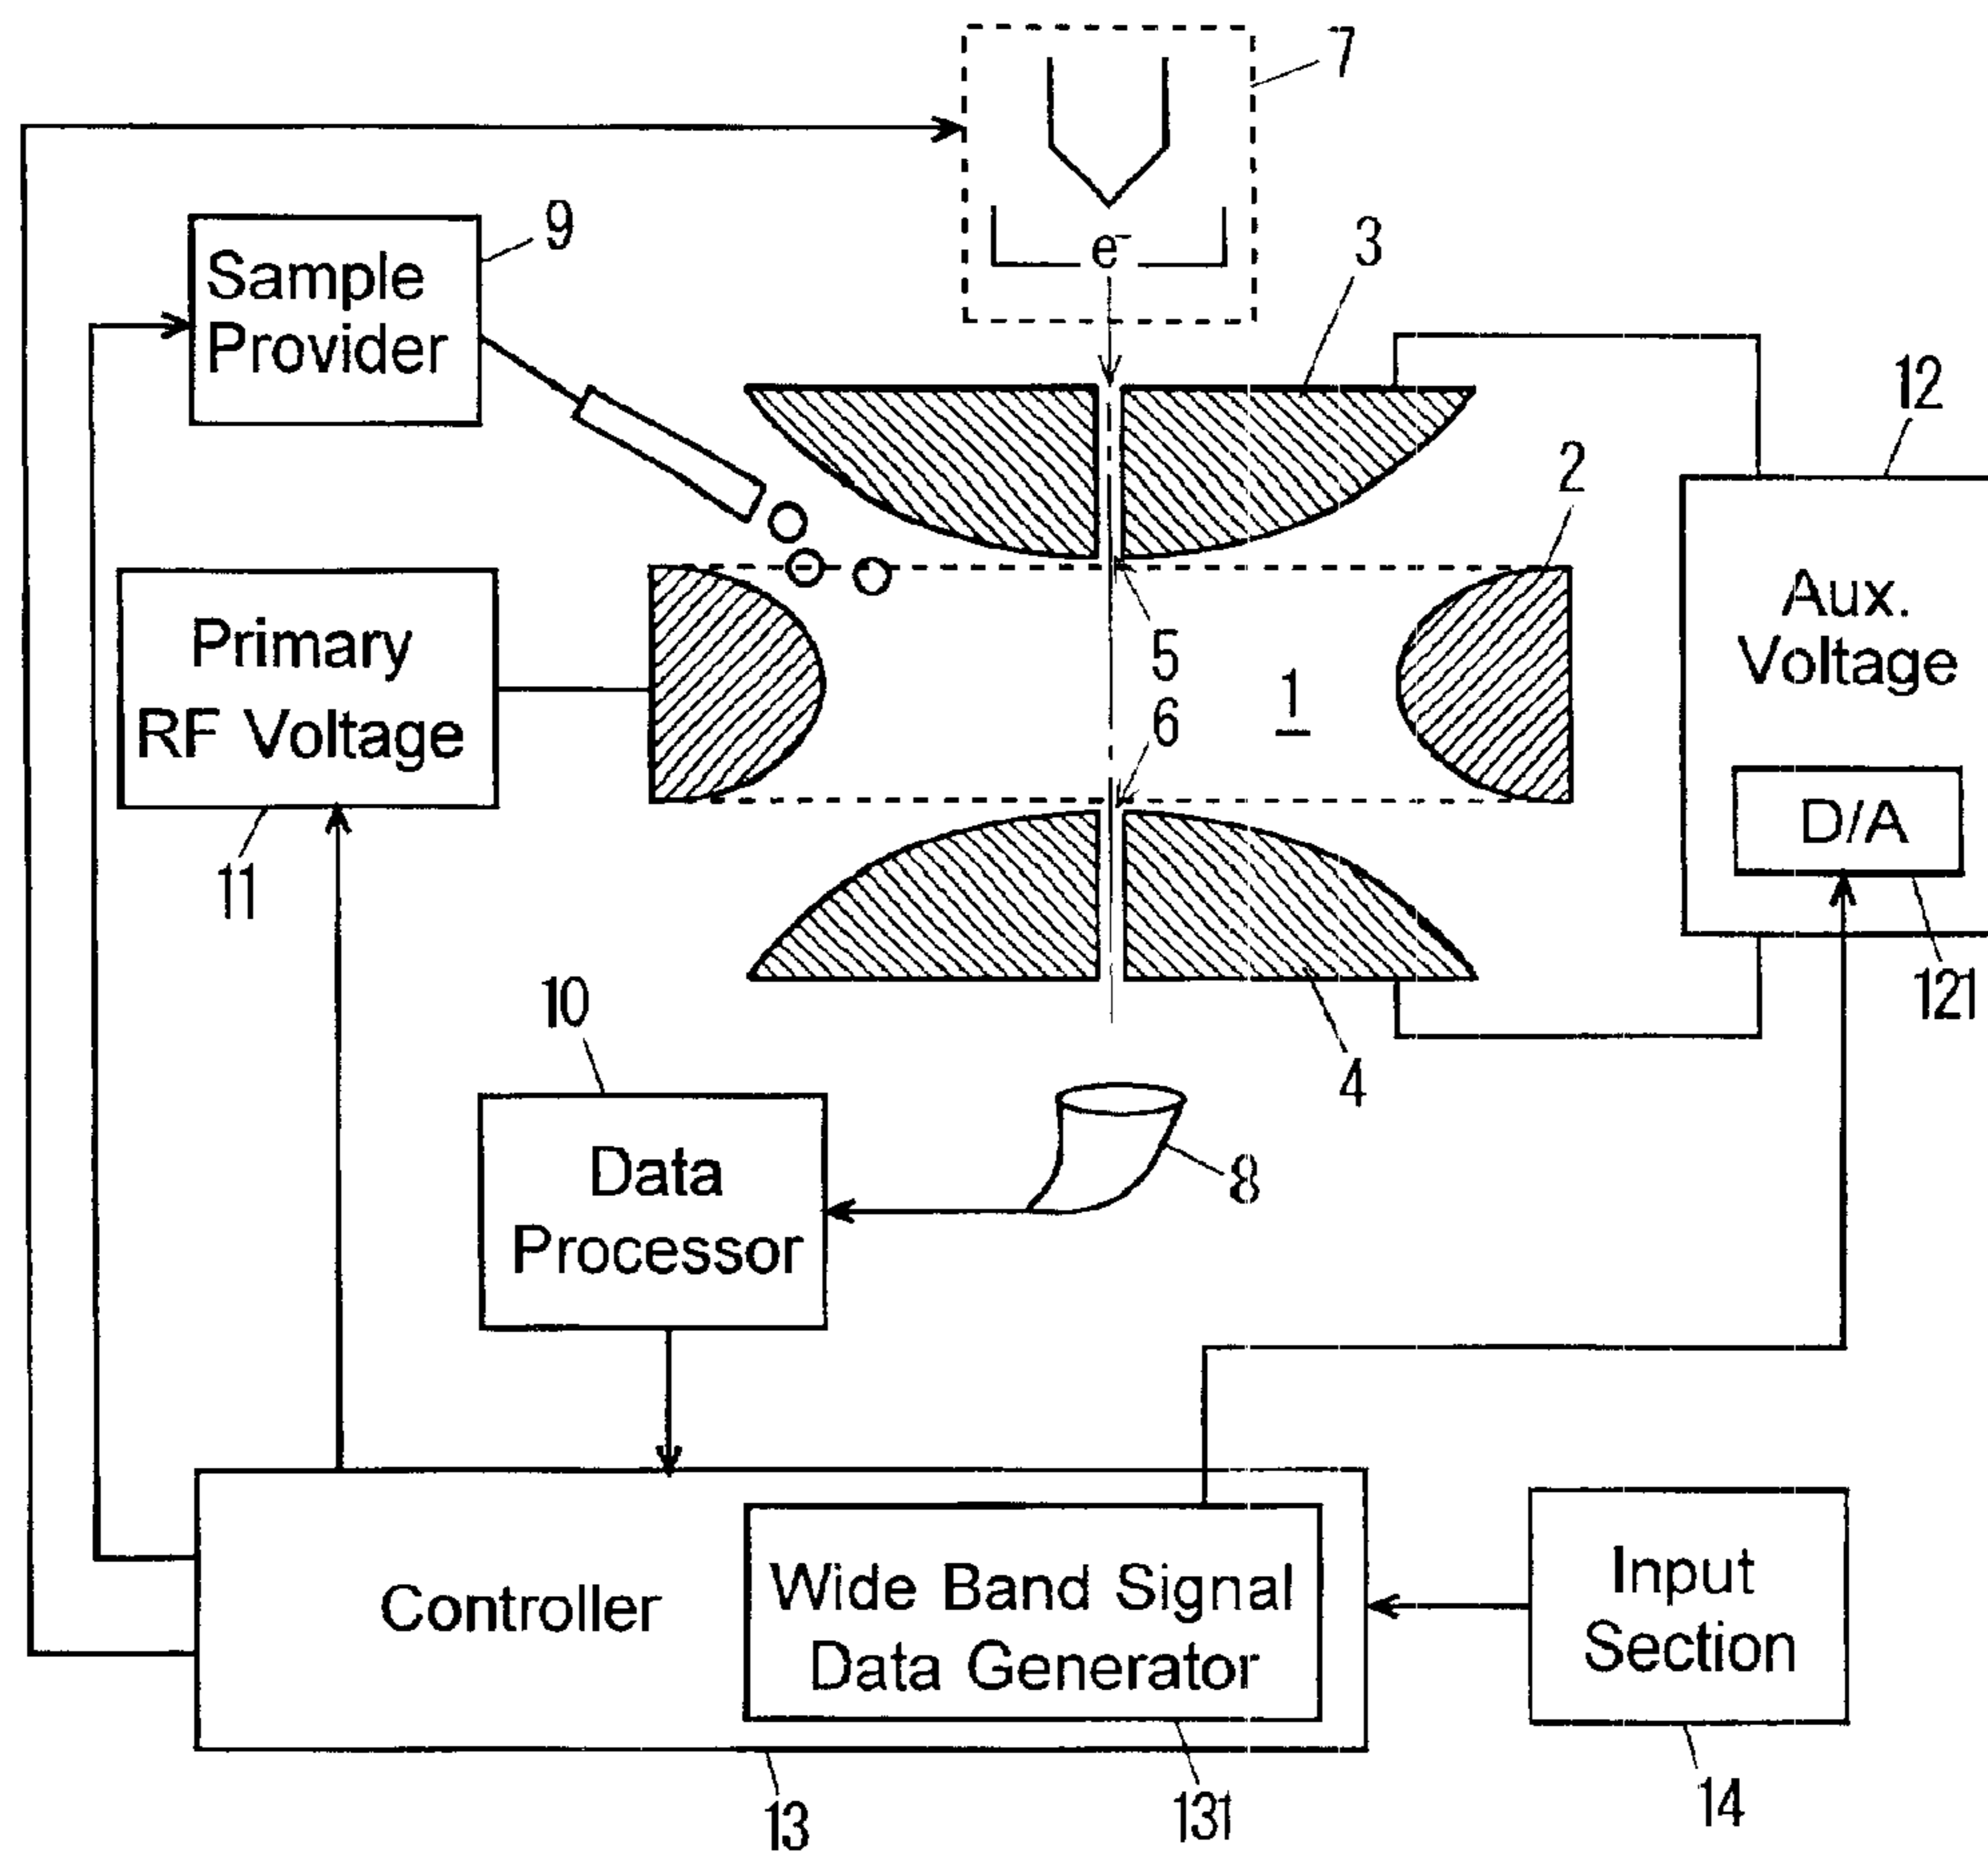 7
e⁻
9
Sample
Provider
3
12
2
Aux.
Voltage
5
1
6
Primary
RF Voltage
D/A
11
121
10
4
Data
Processor
8
Controller
Wide Band Signal
Data Generator
Input
Section
13
131
14